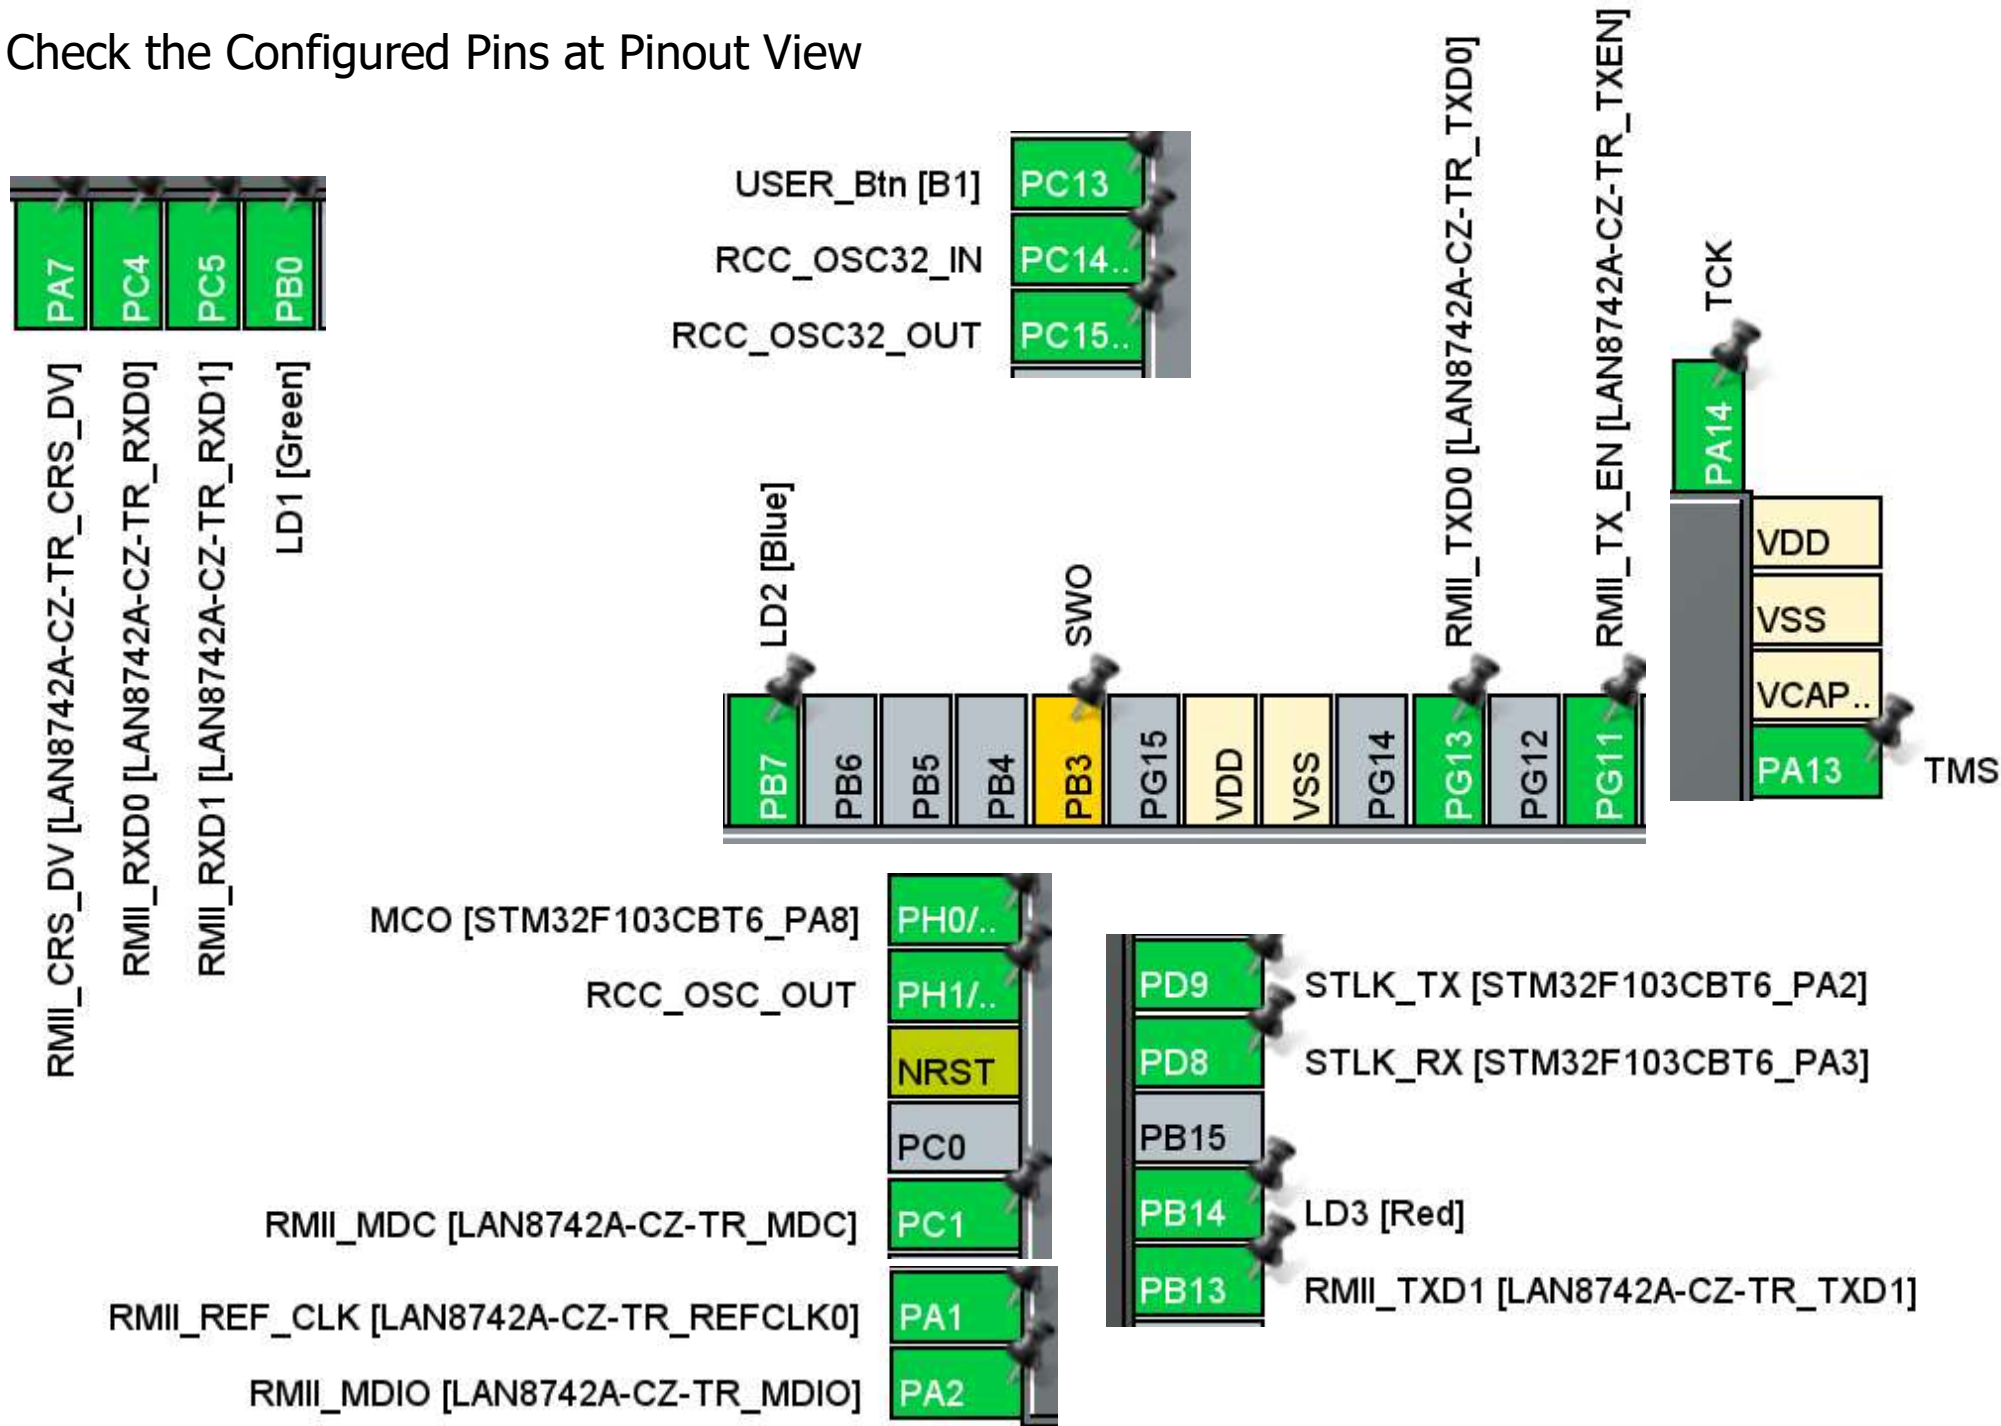 Check the Configured Pins at Pinout View
PA7
PC4
PC5
PB0
RMII_CRS_DV [LAN8742A-CZ-TR_CRS_DV]
RMII_RXD0 [LAN8742A-CZ-TR_RXD0]
RMII_RXD1 [LAN8742A-CZ-TR_RXD1]
LD1 [Green]
USER_Btn [B1]
PC13
RCC_OSC32_IN
PC14..
RCC_OSC32_OUT
PC15..
LD2 [Blue]
SWO
RMII_TXD0 [LAN8742A-CZ-TR_TXD0]
RMII_TX_EN [LAN8742A-CZ-TR_TXEN]
PB7
PB6
PB5
PB4
PB3
PG15
VDD
VSS
PG14
PG13
PG12
PG11
TCK
PA14
VDD
VSS
VCAP..
PA13
TMS
MCO [STM32F103CBT6_PA8]
PH0/..
RCC_OSC_OUT
PH1/..
NRST
PC0
RMII_MDC [LAN8742A-CZ-TR_MDC]
PC1
RMII_REF_CLK [LAN8742A-CZ-TR_REFCLK0]
PA1
RMII_MDIO [LAN8742A-CZ-TR_MDIO]
PA2
PD9
STLK_TX [STM32F103CBT6_PA2]
PD8
STLK_RX [STM32F103CBT6_PA3]
PB15
PB14
LD3 [Red]
PB13
RMII_TXD1 [LAN8742A-CZ-TR_TXD1]